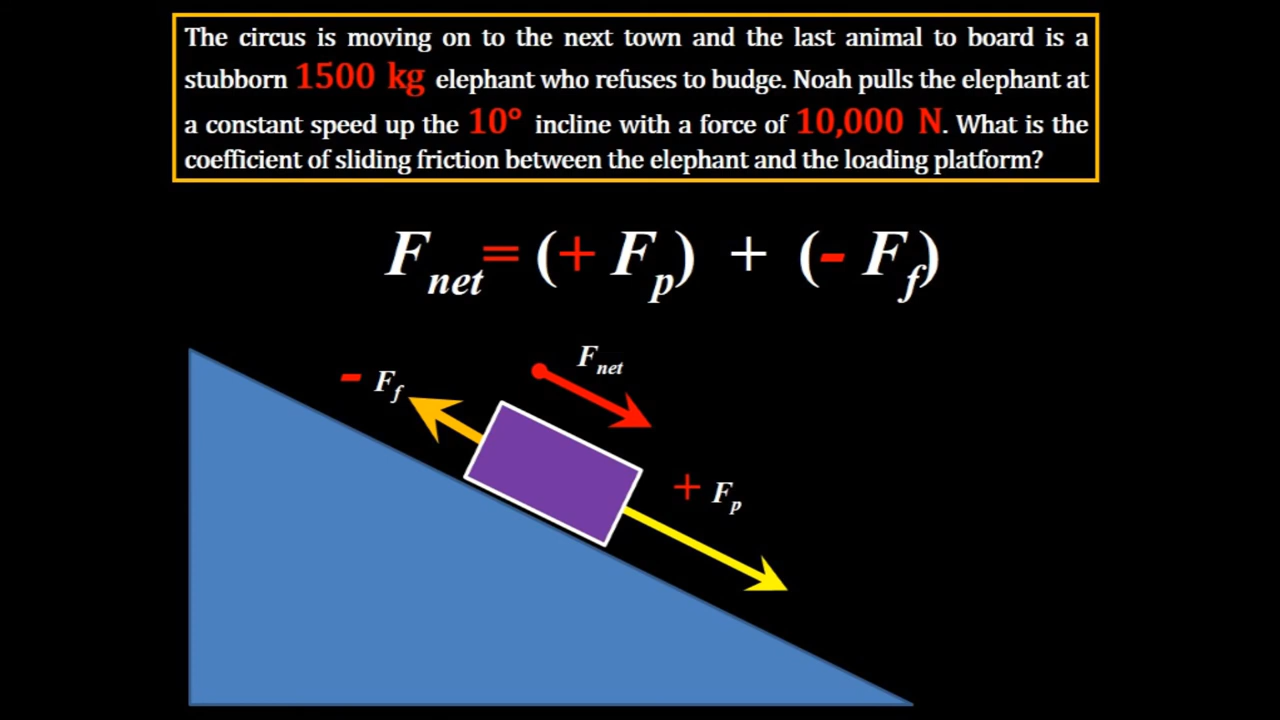 The circus is moving on to the next town and the last animal to board is a
stubborn 1500 kg elephant who refuses to budge. Noah pulls the elephant at
a constant speed up the 10° incline with a force of 10,000 N. What is the
coefficient of sliding friction between the elephant and the loading platform?
Fnet = (+ Fp) + (- Ff)
Fnet
- Ff
+ Fp